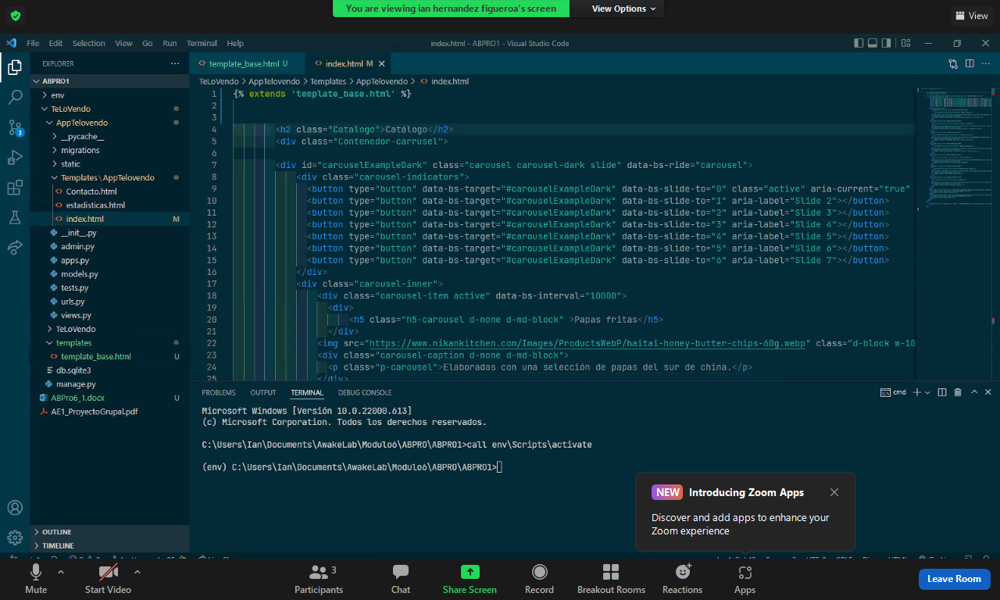 You are viewing ian hernandez figueroa's screen
View Options
View
File Edit Selection View Go Run Terminal Help
index.html - ABPRO1 - Visual Studio Code
EXPLORER
template_base.html U
index.html M
ABPRO1
env
TeLoVendo
AppTelovendo
__pycache__
migrations
static
Templates\AppTelovendo
Contacto.html
estadisticas.html
index.html M
__init__.py
admin.py
apps.py
models.py
tests.py
urls.py
views.py
TeLoVendo
templates
template_base.html U
db.sqlite3
manage.py
ABPro6_1.docx U
AE1_ProyectoGrupal.pdf
OUTLINE
TIMELINE
3
TeLoVendo > AppTelovendo > Templates > AppTelovendo > index.html
1 {% extends 'template_base.html' %}
2
3
4 <h2 class="Catalogo">Catálogo</h2>
5 <div class="Contenedor-carrusel">
6
7 <div id="carouselExampleDark" class="carousel carousel-dark slide" data-bs-ride="carousel">
8 <div class="carousel-indicators">
9 <button type="button" data-bs-target="#carouselExampleDark" data-bs-slide-to="0" class="active" aria-current="true"
10 <button type="button" data-bs-target="#carouselExampleDark" data-bs-slide-to="1" aria-label="Slide 2"></button>
11 <button type="button" data-bs-target="#carouselExampleDark" data-bs-slide-to="2" aria-label="Slide 3"></button>
12 <button type="button" data-bs-target="#carouselExampleDark" data-bs-slide-to="3" aria-label="Slide 4"></button>
13 <button type="button" data-bs-target="#carouselExampleDark" data-bs-slide-to="4" aria-label="Slide 5"></button>
14 <button type="button" data-bs-target="#carouselExampleDark" data-bs-slide-to="5" aria-label="Slide 6"></button>
15 <button type="button" data-bs-target="#carouselExampleDark" data-bs-slide-to="6" aria-label="Slide 7"></button>
16 </div>
17 <div class="carousel-inner">
18 <div class="carousel-item active" data-bs-interval="10000">
19 <div>
20 <h5 class="h5-carousel d-none d-md-block" >Papas fritas</h5>
21 </div>
22 <img src="https://www.nikankitchen.com/Images/ProductsWebP/haitai-honey-butter-chips-60g.webp" class="d-block w-10
23 <div class="carousel-caption d-none d-md-block">
24 <p class="p-carousel">Elaboradas con una selección de papas del sur de china.</p>
25 </div>
PROBLEMS OUTPUT TERMINAL DEBUG CONSOLE
cmd
Microsoft Windows [Versión 10.0.22000.613]
(c) Microsoft Corporation. Todos los derechos reservados.
C:\Users\Ian\Documents\AwakeLab\Modulo6\ABPRO\ABPRO1>call env\Scripts\activate
(env) C:\Users\Ian\Documents\AwakeLab\Modulo6\ABPRO\ABPRO1>
NEW Introducing Zoom Apps
Discover and add apps to enhance your
Zoom experience
Mute
Start Video
Participants 3
Chat
Share Screen
Record
Breakout Rooms
Reactions
Apps
Leave Room